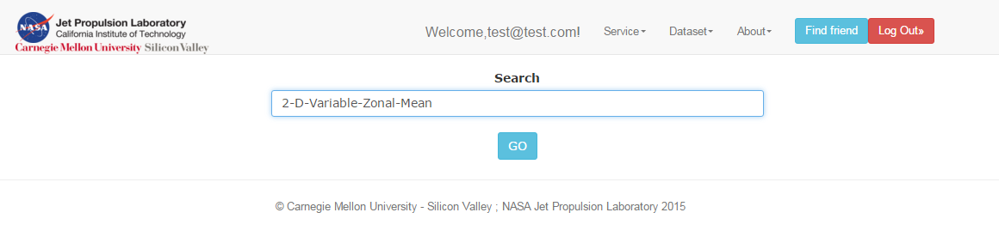 NASA
Jet Propulsion Laboratory
California Institute of Technology
Carnegie Mellon University Silicon Valley
Welcome,test@test.com!
Service
Dataset
About
Find friend
Log Out»
Search
2-D-Variable-Zonal-Mean
GO
© Carnegie Mellon University - Silicon Valley ; NASA Jet Propulsion Laboratory 2015